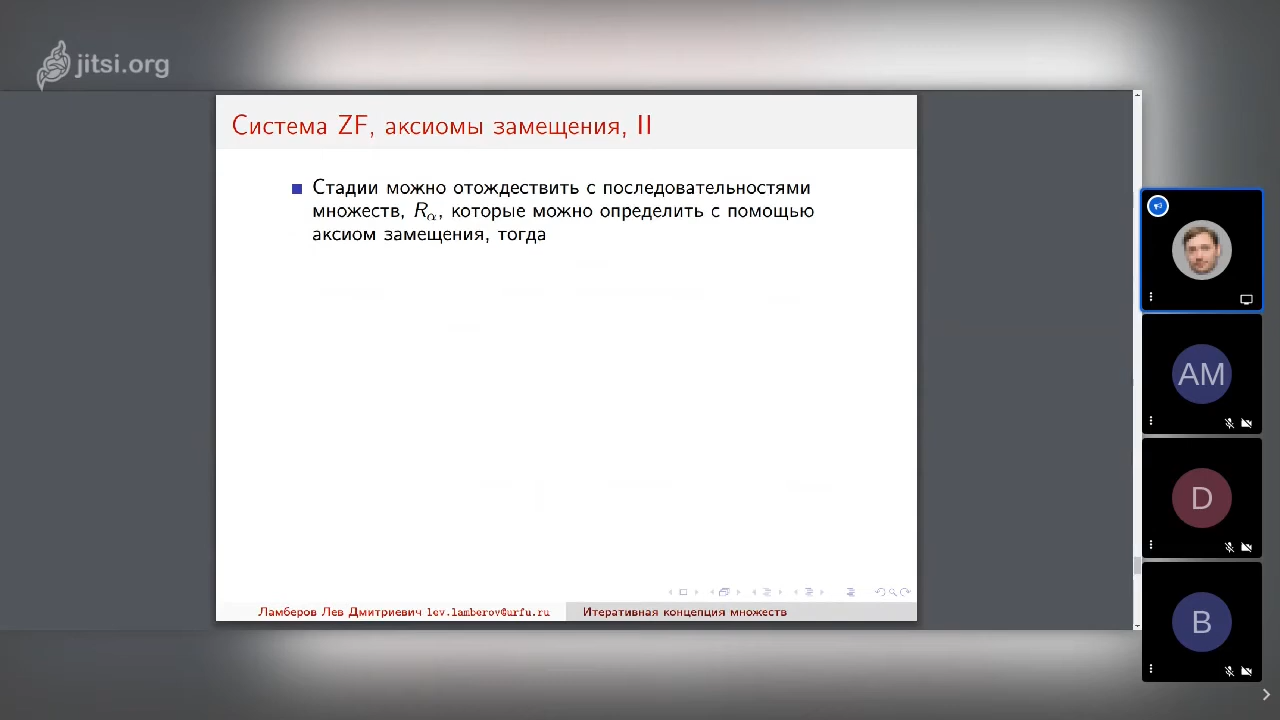 jitsi.org
Система ZF, аксиомы замещения, II
Стадии можно отождествить с последовательностями
множеств, Rα, которые можно определить с помощью
аксиом замещения, тогда
Ламберов Лев Дмитриевич lev.lamberov@urfu.ru
Итеративная концепция множеств
AM
D
B